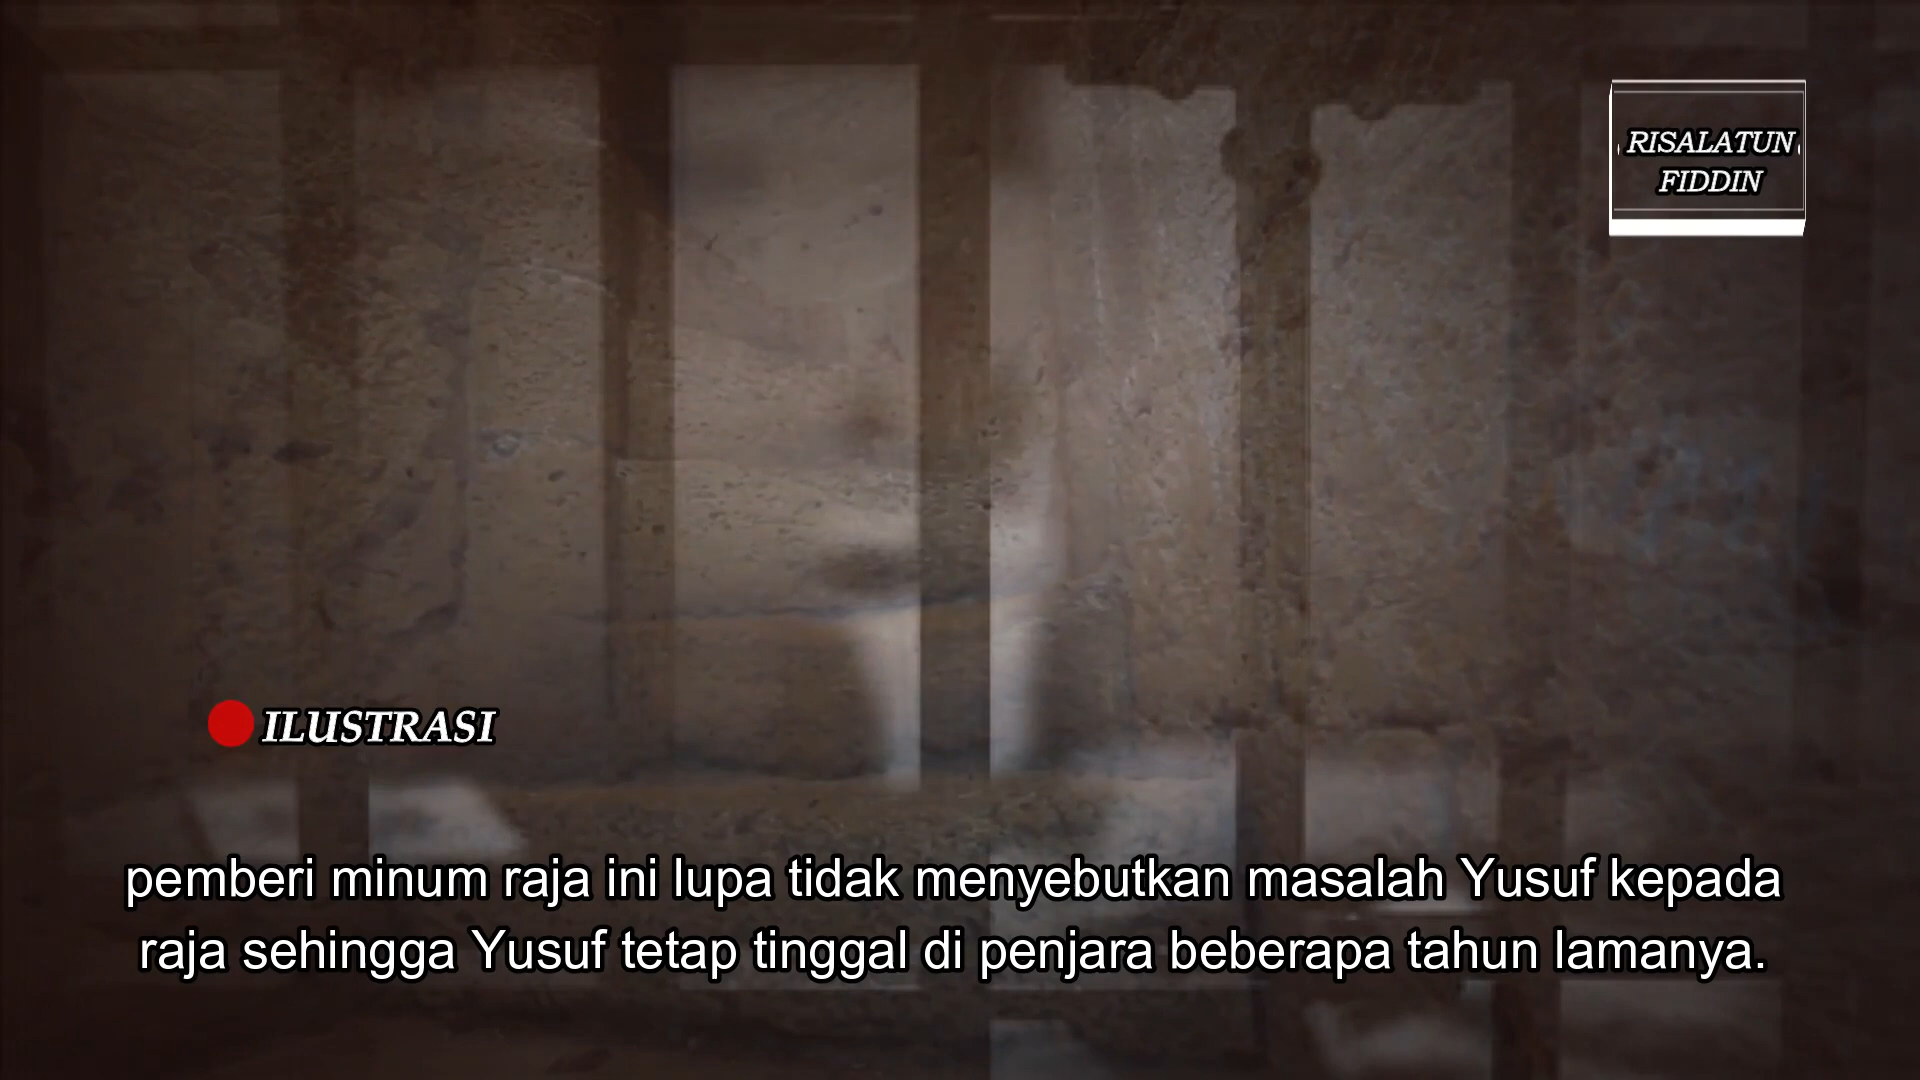 RISALATUN
FIDDIN
ILUSTRASI
pemberi minum raja ini lupa tidak menyebutkan masalah Yusuf kepada
raja sehingga Yusuf tetap tinggal di penjara beberapa tahun lamanya.